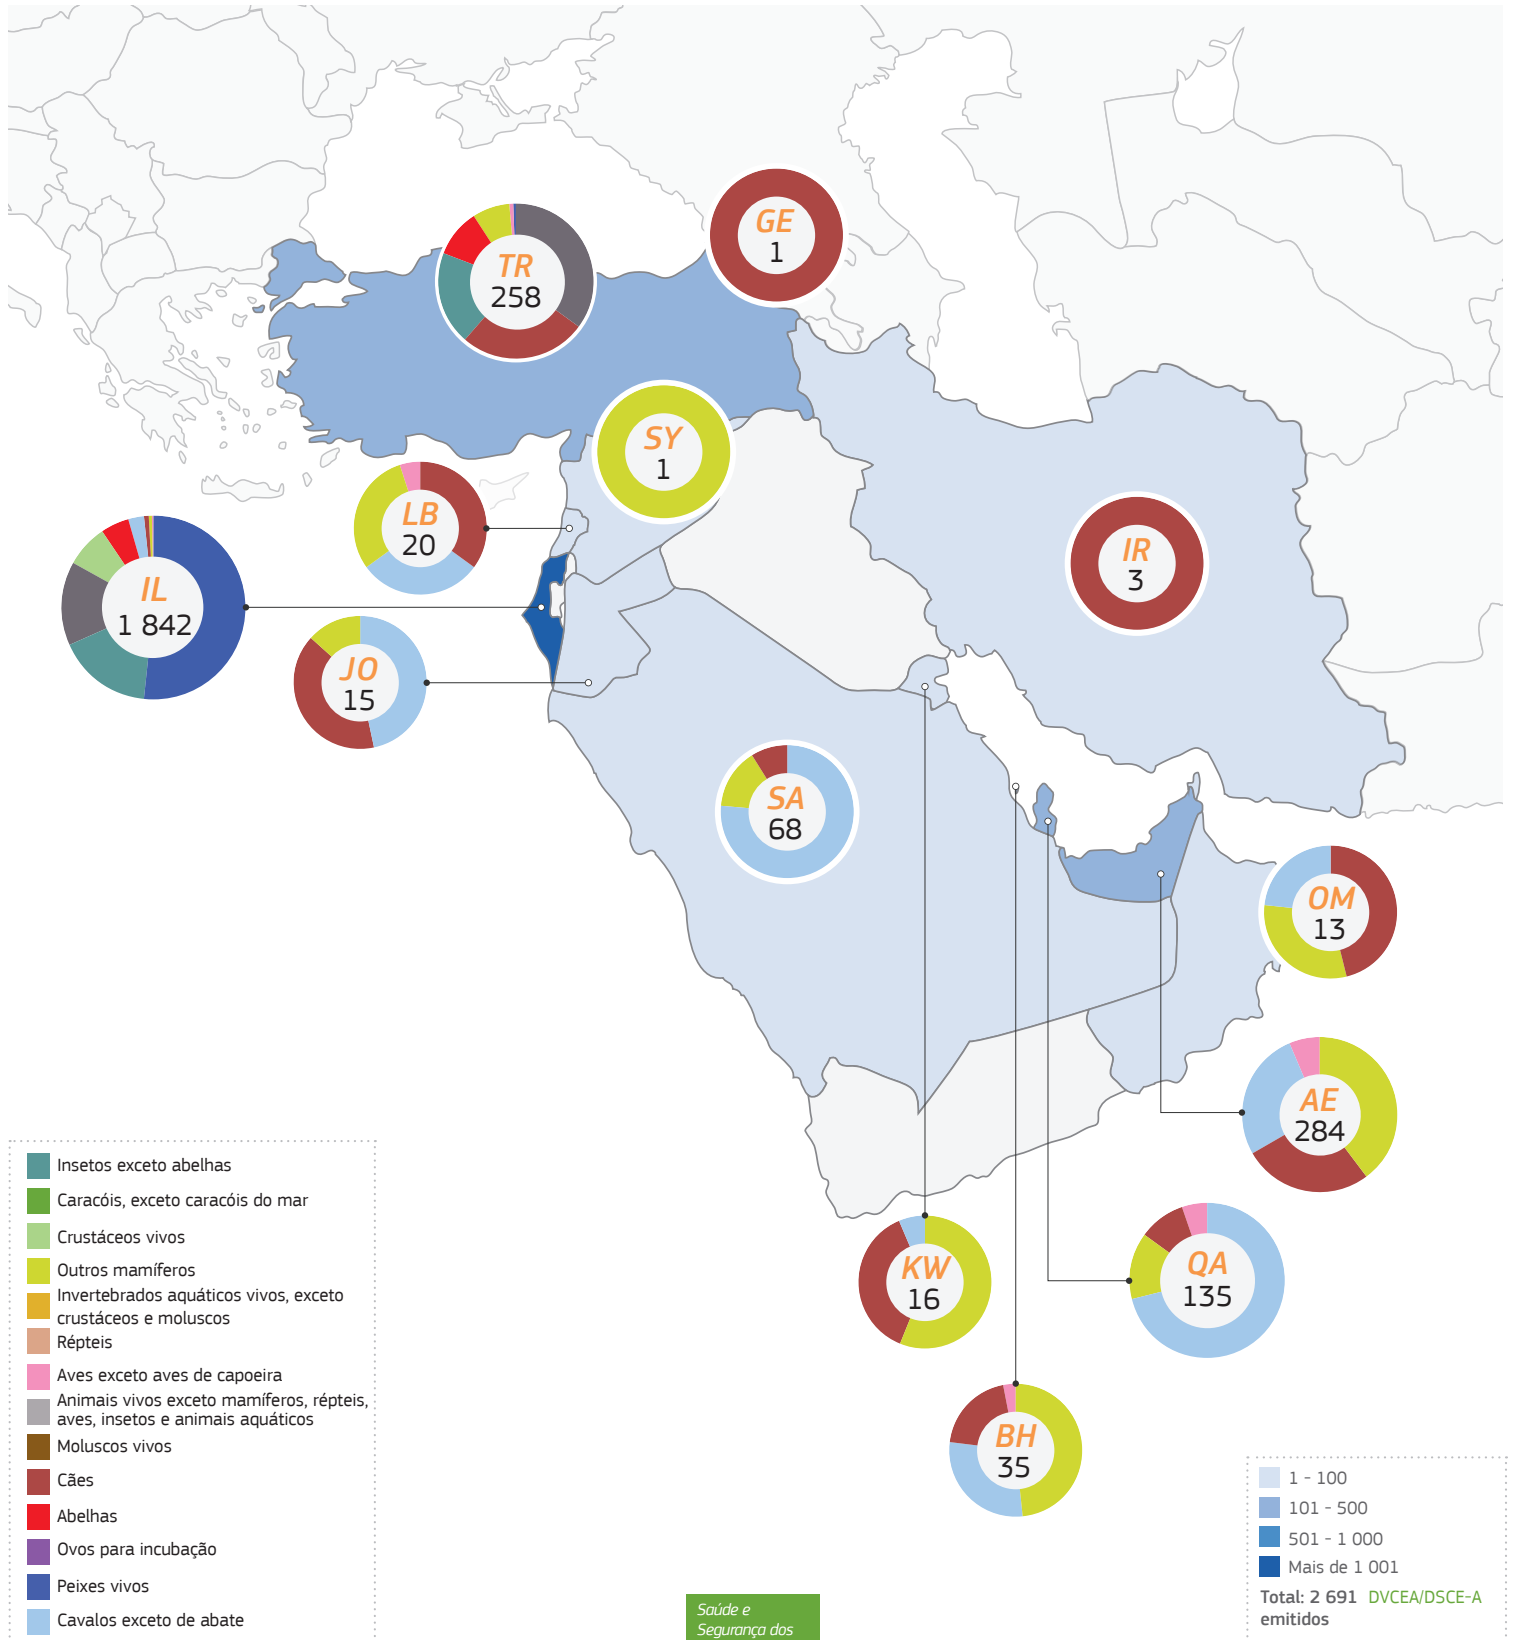 GE
1
TR
258
SY
1
LB
20
IR
3
IL
1 842
JO
15
SA
68
OM
13
AE
284
KW
16
QA
135
BH
35
Insetos exceto abelhas
Caracóis, exceto caracóis do mar
Crustáceos vivos
Outros mamíferos
Invertebrados aquáticos vivos, exceto
crustáceos e moluscos
Répteis
Aves exceto aves de capoeira
Animais vivos exceto mamíferos, répteis,
aves, insetos e animais aquáticos
Moluscos vivos
Cães
Abelhas
Ovos para incubação
Peixes vivos
Cavalos exceto de abate
1 - 100
101 - 500
501 - 1 000
Mais de 1 001
Total: 2 691 DVCEA/DSCE-A
emitidos
Saúde e
Segurança dos